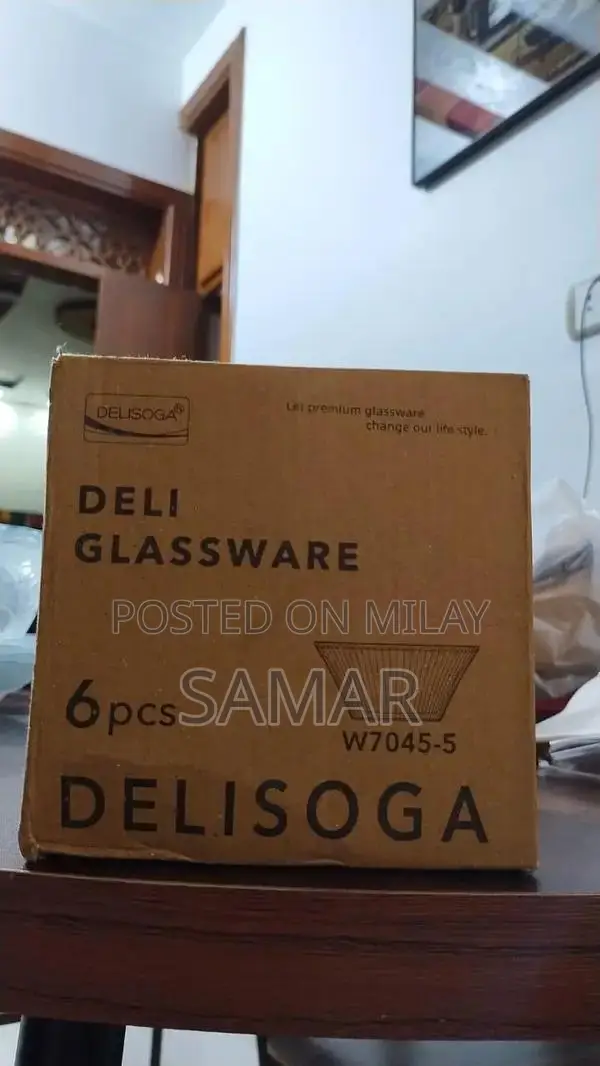 DELISOGA
Let premium glassware
change our life style.
DELI
GLASSWARE
POSTED ON MILAY
SAMAR
6pcs
W7045-5
DELISOGA